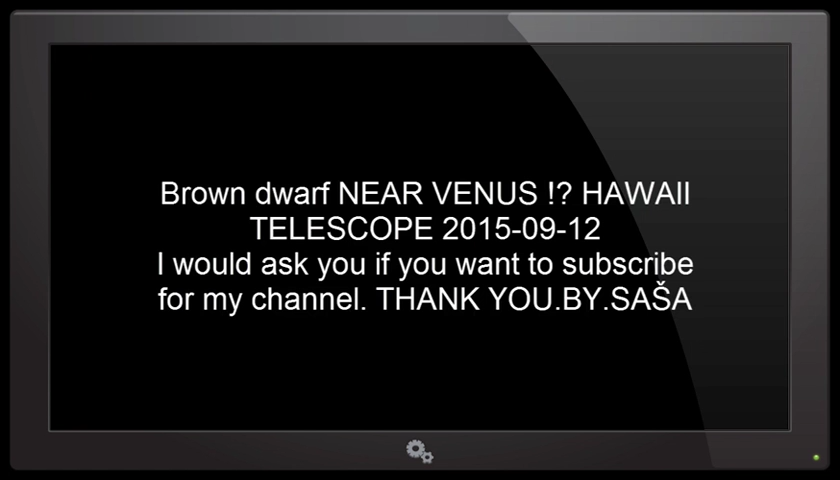 Brown dwarf NEAR VENUS !? HAWAII
TELESCOPE 2015-09-12
I would ask you if you want to subscribe
for my channel. THANK YOU.BY.SAŠA